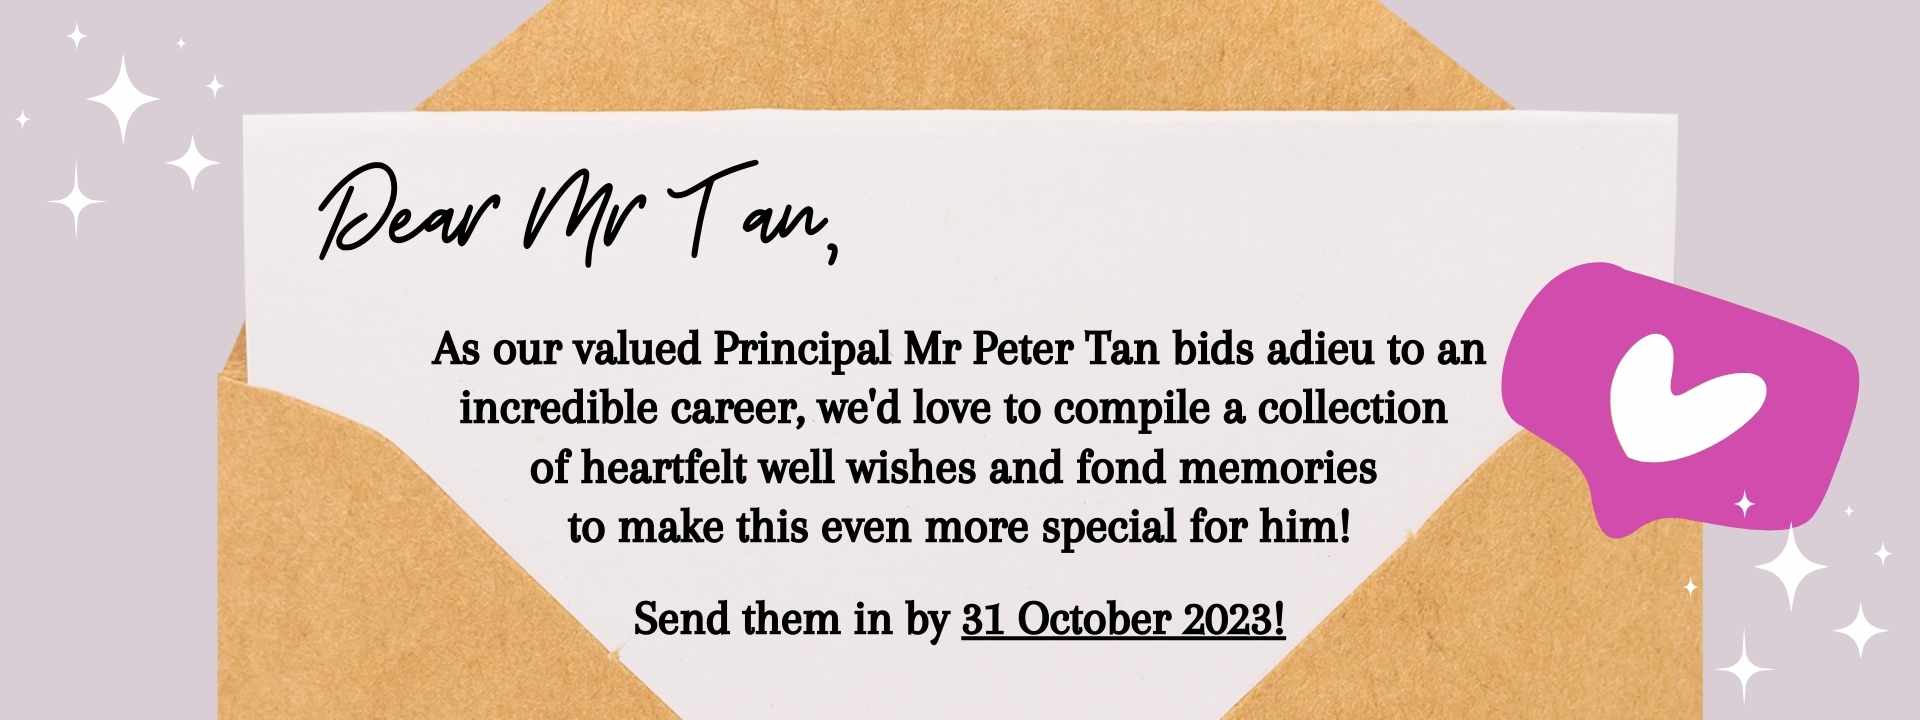 Dear Mr Tan,
As our valued Principal Mr Peter Tan bids adieu to an
incredible career, we'd love to compile a collection
of heartfelt well wishes and fond memories
to make this even more special for him!
Send them in by 31 October 2023!